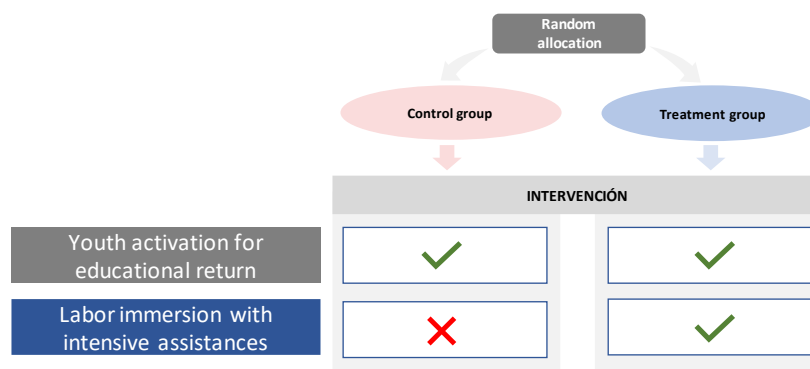 Random
allocation
Control group
Treatment group
INTERVENCIÓN
Youth activation for
educational return
Labor immersion with
intensive assistances